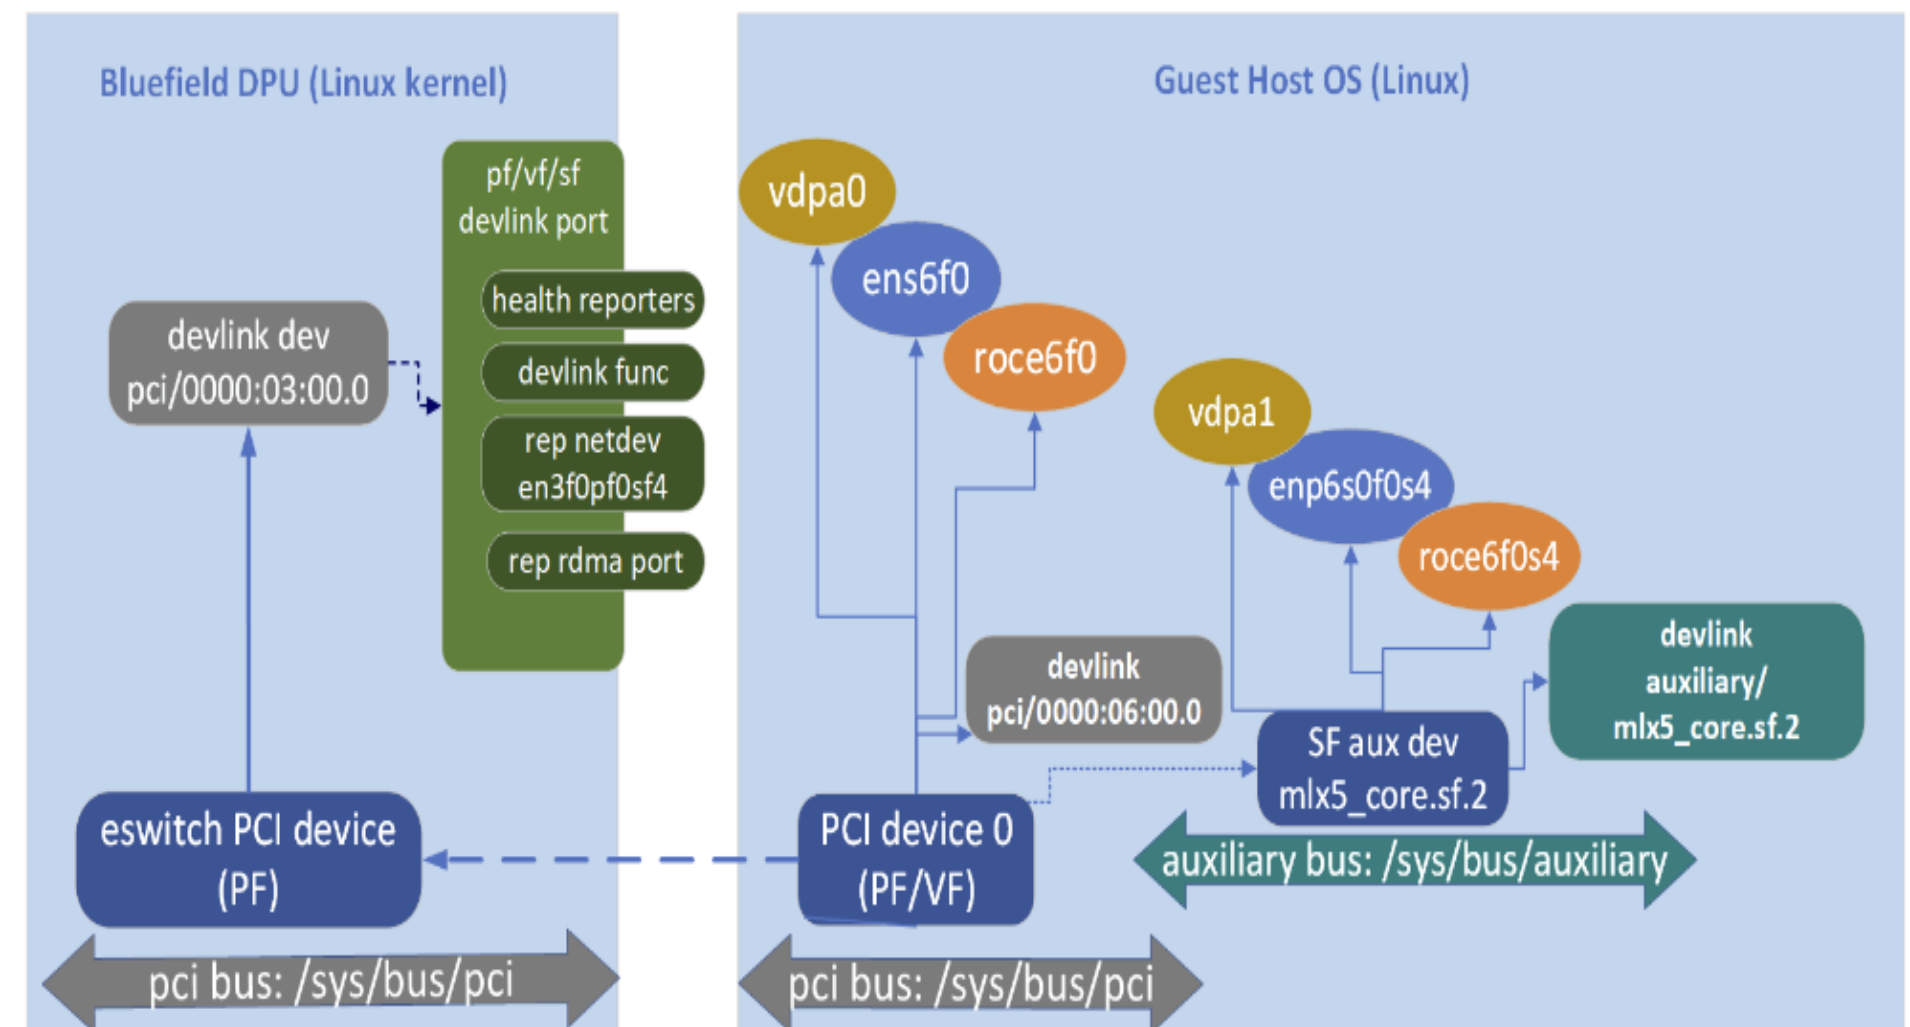 Bluefield DPU (Linux kernel)
pf/vf/sf
devlink port
health reporters
devlink func
rep netdev
en3f0pf0sf4
rep rdma port
devlink dev
pci/0000:03:00.0
eswitch PCI device
(PF)
pci bus: /sys/bus/pci
Guest Host OS (Linux)
vdpa0
ens6f0
roce6f0
vdpa1
enp6s0f0s4
roce6f0s4
devlink
pci/0000:06:00.0
devlink
auxiliary/
mlx5_core.sf.2
SF aux dev
mlx5_core.sf.2
PCI device 0
(PF/VF)
auxiliary bus: /sys/bus/auxiliary
pci bus: /sys/bus/pci